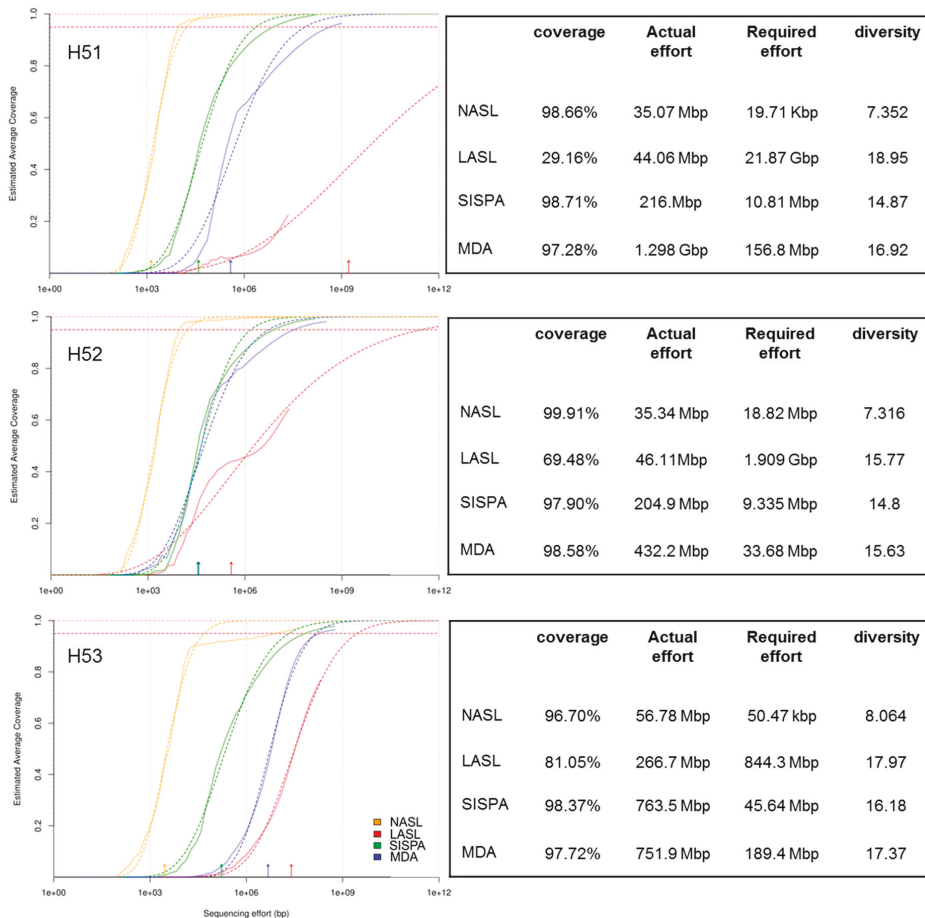 H51
Estimated Average Coverage
0.2
0.4
0.6
0.8
1.0
1e+00
1e+03
1e+06
1e+09
1e+12
coverage Actual effort Required effort diversity
NASL 98.66% 35.07 Mbp 19.71 Kbp 7.352
LASL 29.16% 44.06 Mbp 21.87 Gbp 18.95
SISPA 98.71% 216.Mbp 10.81 Mbp 14.87
MDA 97.28% 1.298 Gbp 156.8 Mbp 16.92
H52
Estimated Average Coverage
0.2
0.4
0.6
0.8
1.0
1e+00
1e+03
1e+06
1e+09
1e+12
coverage Actual effort Required effort diversity
NASL 99.91% 35.34 Mbp 18.82 Mbp 7.316
LASL 69.48% 46.11Mbp 1.909 Gbp 15.77
SISPA 97.90% 204.9 Mbp 9.335 Mbp 14.8
MDA 98.58% 432.2 Mbp 33.68 Mbp 15.63
H53
Estimated Average Coverage
0.2
0.4
0.6
0.8
1.0
NASL
LASL
SISPA
MDA
1e+00
1e+03
1e+06
1e+09
1e+12
Sequencing effort (bp)
coverage Actual effort Required effort diversity
NASL 96.70% 56.78 Mbp 50.47 kbp 8.064
LASL 81.05% 266.7 Mbp 844.3 Mbp 17.97
SISPA 98.37% 763.5 Mbp 45.64 Mbp 16.18
MDA 97.72% 751.9 Mbp 189.4 Mbp 17.37